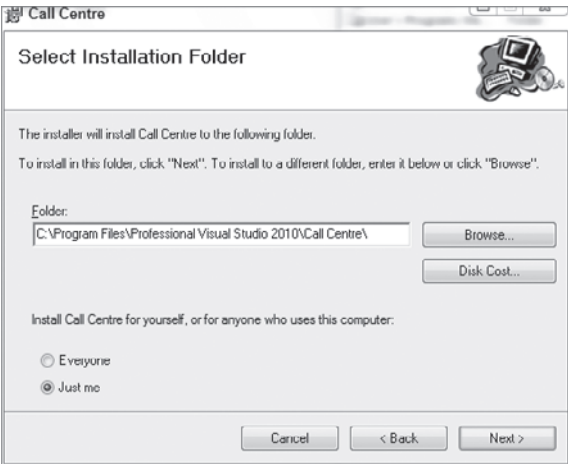 Call Centre
Select Installation Folder
The installer will install Call Centre to the following folder.
To install in this folder, click "Next". To install to a different folder, enter it below or click "Browse".
Folder:
C:\Program Files\Professional Visual Studio 2010\Call Centre\
Browse...
Disk Cost...
Install Call Centre for yourself, or for anyone who uses this computer:
Everyone
Just me
Cancel
< Back
Next >